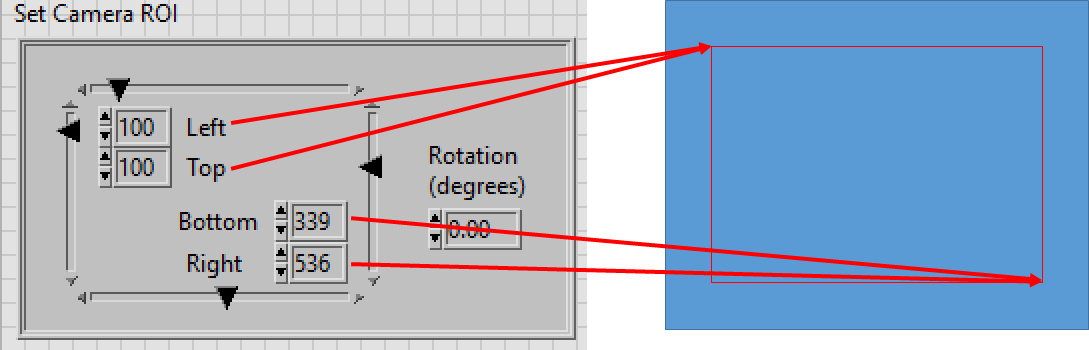 Set Camera ROI
100 Left
100 Top
Rotation
(degrees)
Bottom 339
0.00
Right 536